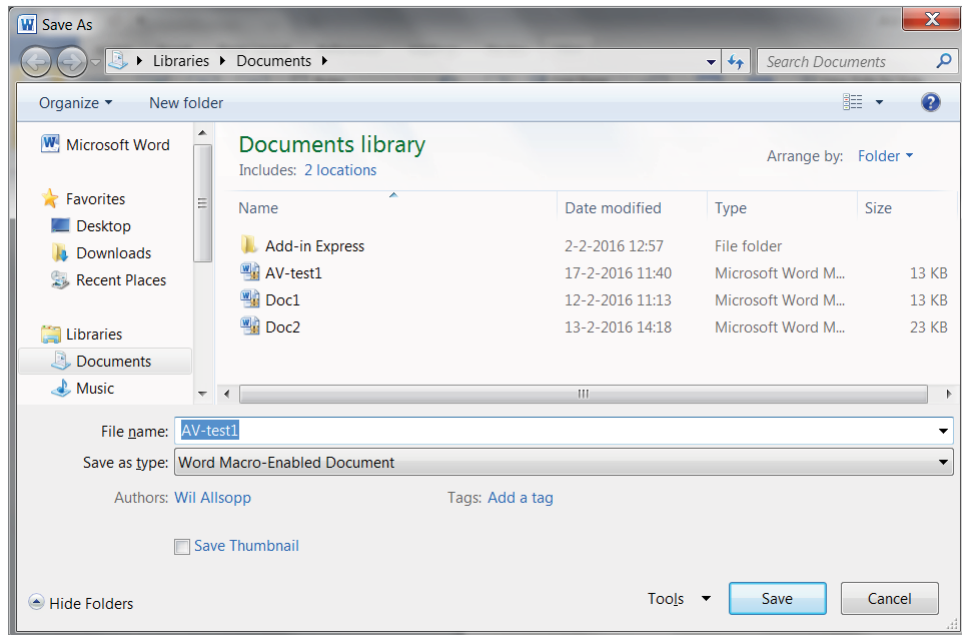 Save As
Libraries Documents
Search Documents
Organize New folder
Microsoft Word
Favorites
Desktop
Downloads
Recent Places
Libraries
Documents
Music
Documents library
Includes: 2 locations
Arrange by: Folder
Name Date modified Type Size
Add-in Express 2-2-2016 12:57 File folder
AV-test1 17-2-2016 11:40 Microsoft Word M... 13 KB
Doc1 12-2-2016 11:13 Microsoft Word M... 13 KB
Doc2 13-2-2016 14:18 Microsoft Word M... 23 KB
File name: AV-test1
Save as type: Word Macro-Enabled Document
Authors: Wil Allsopp Tags: Add a tag
Save Thumbnail
Hide Folders Tools Save Cancel